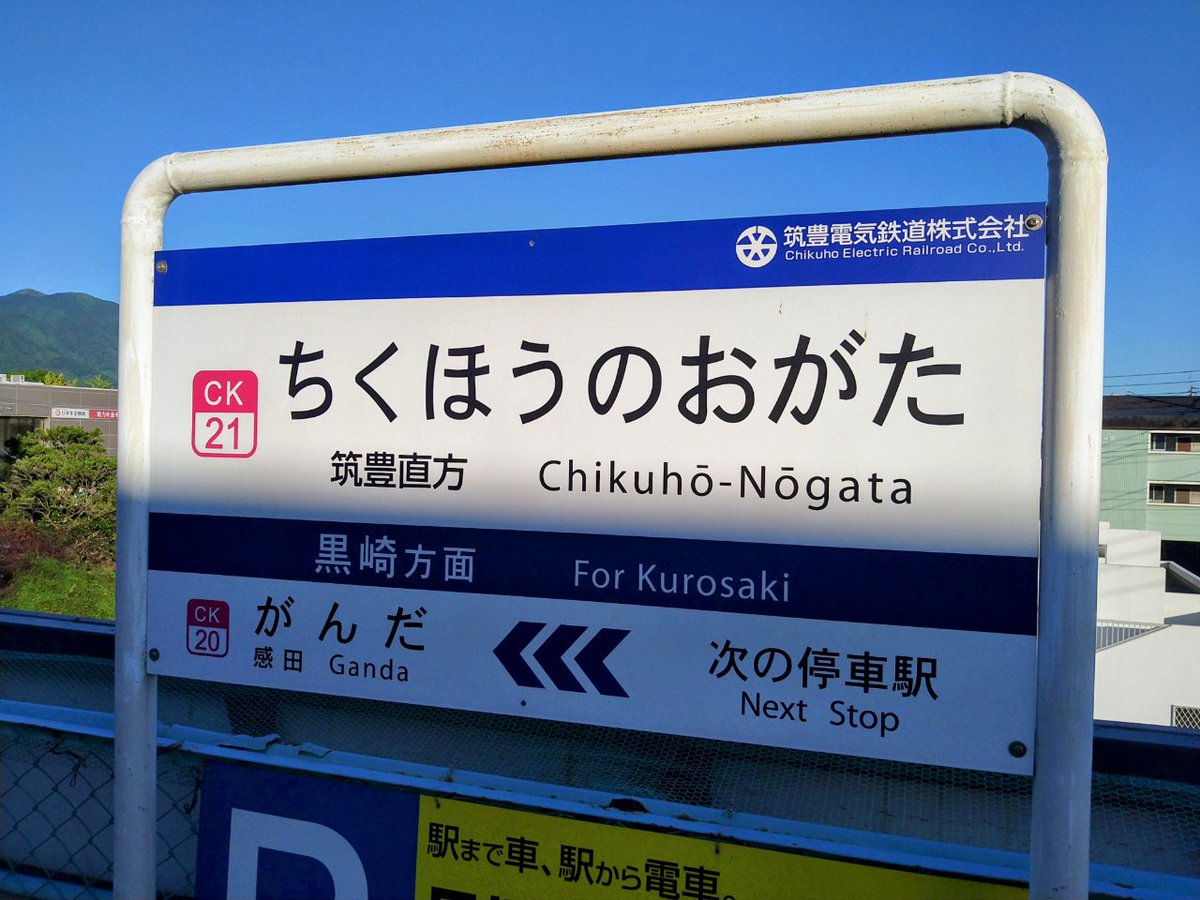 筑豊電気鉄道株式会社
Chikuho Electric Railroad Co.,Ltd.
CK
21
ちくほうのおがた
筑豊直方 Chikuhō-Nōgata
黒崎方面 For Kurosaki
CK
20
がんだ
感田 Ganda
次の停車駅
Next Stop
P
駅まで車、駅から電車。